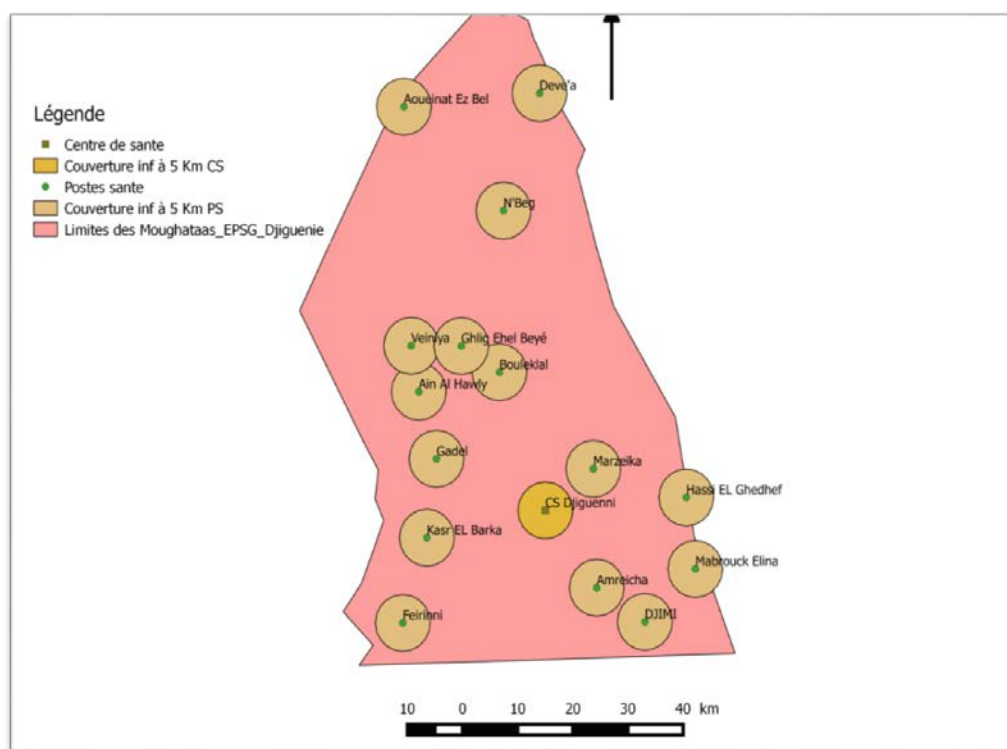 Légende
Centre de sante
Couverture inf à 5 Km CS
Postes sante
Couverture inf à 5 Km PS
Limites des Moughataas_EPSG_Djiguenie
Aoueinat Ez Bel
Deve'a
N'Beg
Veiniya
Ghlig Ehel Beyé
Bouleklal
Ain Al Hawly
Gadel
Marzeika
Hassi EL Ghedhef
CS Djiguenni
Kasr EL Barka
Mabrouck Elina
Amreicha
Feirinni
DJIMI
10 0 10 20 30 40 km